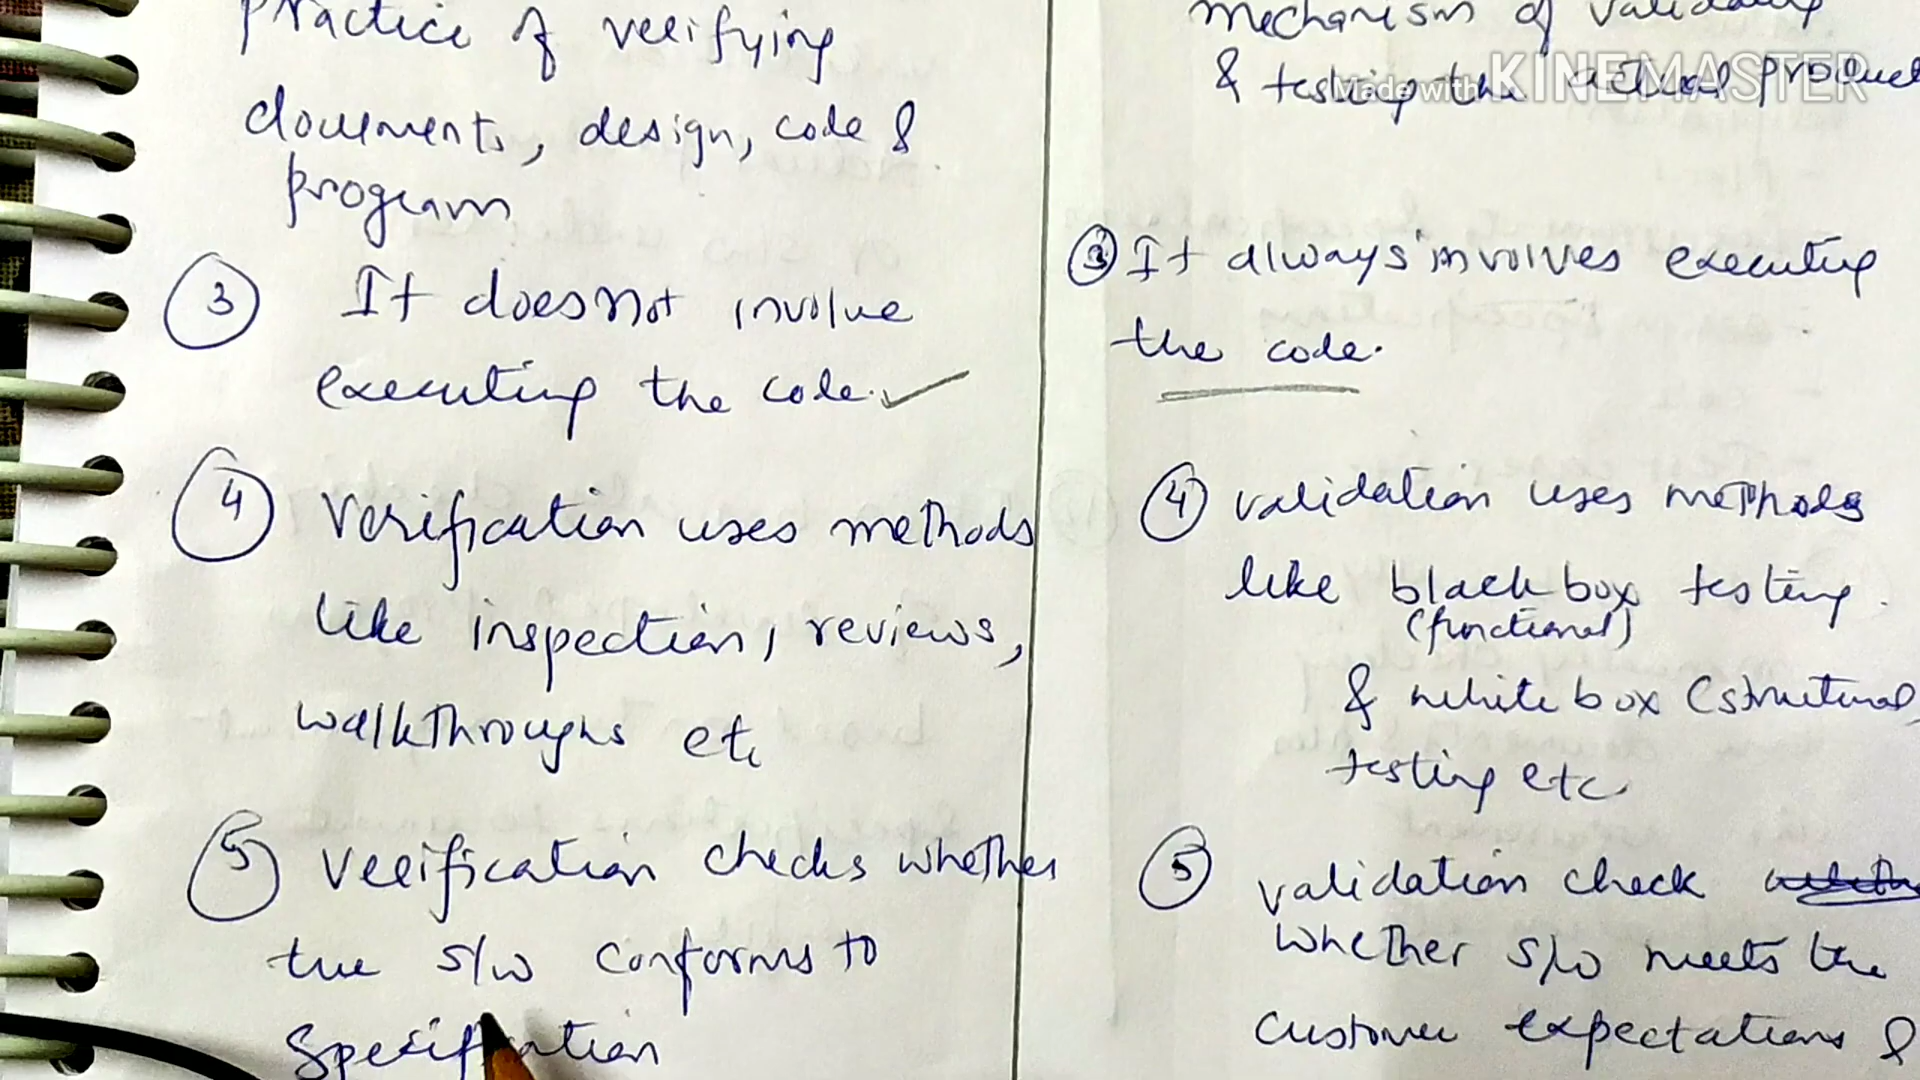 practice of verifying
documents, design, code &
program
3 It does not involve
executing the code.
4 Verification uses methods
like inspection, reviews,
walkthroughs etc
5 verification checks whether
the s/w conforms to
Specification
mechanism of validating
& testing the actual product
Made with KINEMASTER
3 It always involves executing
the code.
4 validation uses methods
like black box testing.
(functional)
& white box (structural)
testing etc
5 validation check
whether s/w meets the
customer expectations &